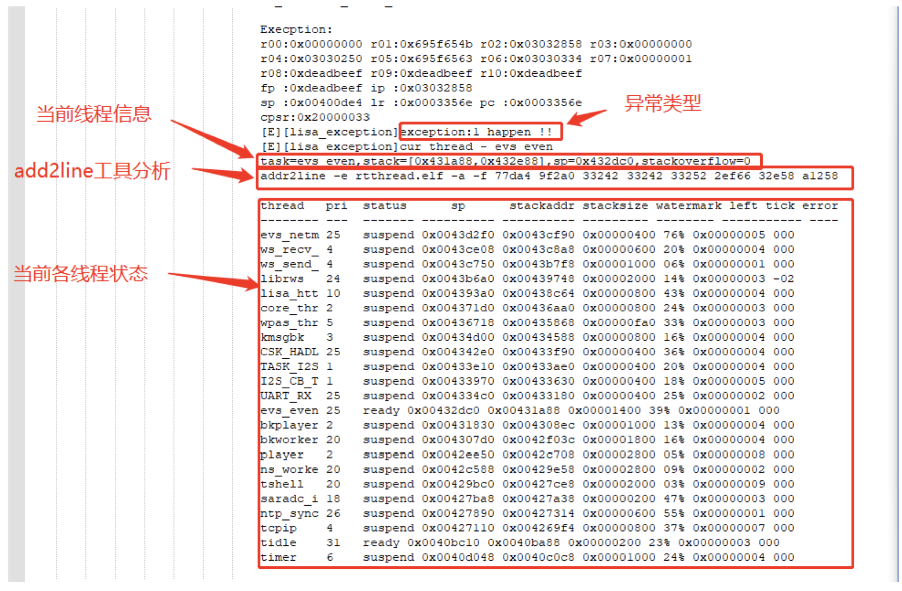 Execption:
r00:0x00000000 r01:0x695f654b r02:0x03032858 r03:0x00000000
r04:0x03030250 r05:0x695f6563 r06:0x03030334 r07:0x00000001
r08:0xdeadbeef r09:0xdeadbeef r10:0xdeadbeef
fp :0xdeadbeef ip :0x03032858
sp :0x00400de4 lr :0x0003356e pc :0x0003356e
异常类型
cpsr:0x20000033
当前线程信息
[E][lisa_exception]exception:1 happen !!
[E][lisa exception]cur thread - evs even
task=evs even,stack=[0x431a88,0x432e88],sp=0x432dc0,stackoverflow=0
add2line工具分析
addr2line -e rtthread.elf -a -f 77da4 9f2a0 33242 33242 33252 2ef66 32e58 a1258
thread pri status sp stackaddr stacksize watermark left tick error
-------- --- ------- ---------- ---------- ---------- --------- ---------- ----
evs_netm 25 suspend 0x0043d2f0 0x0043cf90 0x00000400 76% 0x00000005 000
ws_recv_ 4 suspend 0x0043ce08 0x0043c8a8 0x00000600 20% 0x00000004 000
ws_send_ 4 suspend 0x0043c750 0x0043b7f8 0x00001000 06% 0x00000001 000
当前各线程状态
librws 24 suspend 0x0043b6a0 0x00439748 0x00002000 14% 0x00000003 -02
lisa_htt 10 suspend 0x004393a0 0x00438c64 0x00000800 43% 0x00000004 000
core_thr 2 suspend 0x004371d0 0x00436aa0 0x00000800 24% 0x00000003 000
wpas_thr 5 suspend 0x00436718 0x00435868 0x00000fa0 33% 0x00000003 000
kmsgbk 3 suspend 0x00434d00 0x00434588 0x00000800 16% 0x00000004 000
CSK_HADL 25 suspend 0x004342e0 0x00433f90 0x00000400 36% 0x00000004 000
TASK_I2S 1 suspend 0x00433e10 0x00433ae0 0x00000400 20% 0x00000004 000
I2S_CB_T 1 suspend 0x00433970 0x00433630 0x00000400 18% 0x00000005 000
UART_RX 25 suspend 0x004334c0 0x00433180 0x00000400 25% 0x00000002 000
evs_even 25 ready 0x00432dc0 0x00431a88 0x00001400 39% 0x00000001 000
bkplayer 2 suspend 0x00431830 0x004308ec 0x00001000 13% 0x00000004 000
bkworker 20 suspend 0x004307d0 0x0042f03c 0x00001800 16% 0x00000004 000
player 2 suspend 0x0042ee50 0x0042c708 0x00002800 05% 0x00000008 000
ns_worke 20 suspend 0x0042c588 0x00429e58 0x00002800 09% 0x00000002 000
tshell 20 suspend 0x00429bc0 0x00427ce8 0x00002000 03% 0x00000009 000
saradc_i 18 suspend 0x00427ba8 0x00427a38 0x00000200 47% 0x00000003 000
ntp_sync 26 suspend 0x00427890 0x00427314 0x00000600 55% 0x00000001 000
tcpip 4 suspend 0x00427110 0x004269f4 0x00000800 37% 0x00000007 000
tidle 31 ready 0x0040bc10 0x0040ba88 0x00000200 23% 0x00000003 000
timer 6 suspend 0x0040d048 0x0040c0c8 0x00001000 24% 0x00000004 000